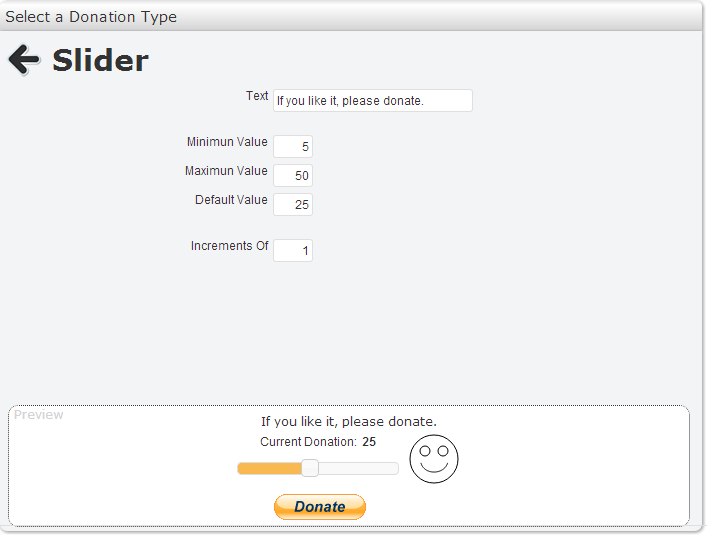 Select a Donation Type
Slider
Text If you like it, please donate.
Minimun Value 5
Maximun Value 50
Default Value 25
Increments Of 1
Preview
If you like it, please donate.
Current Donation: 25
Donate